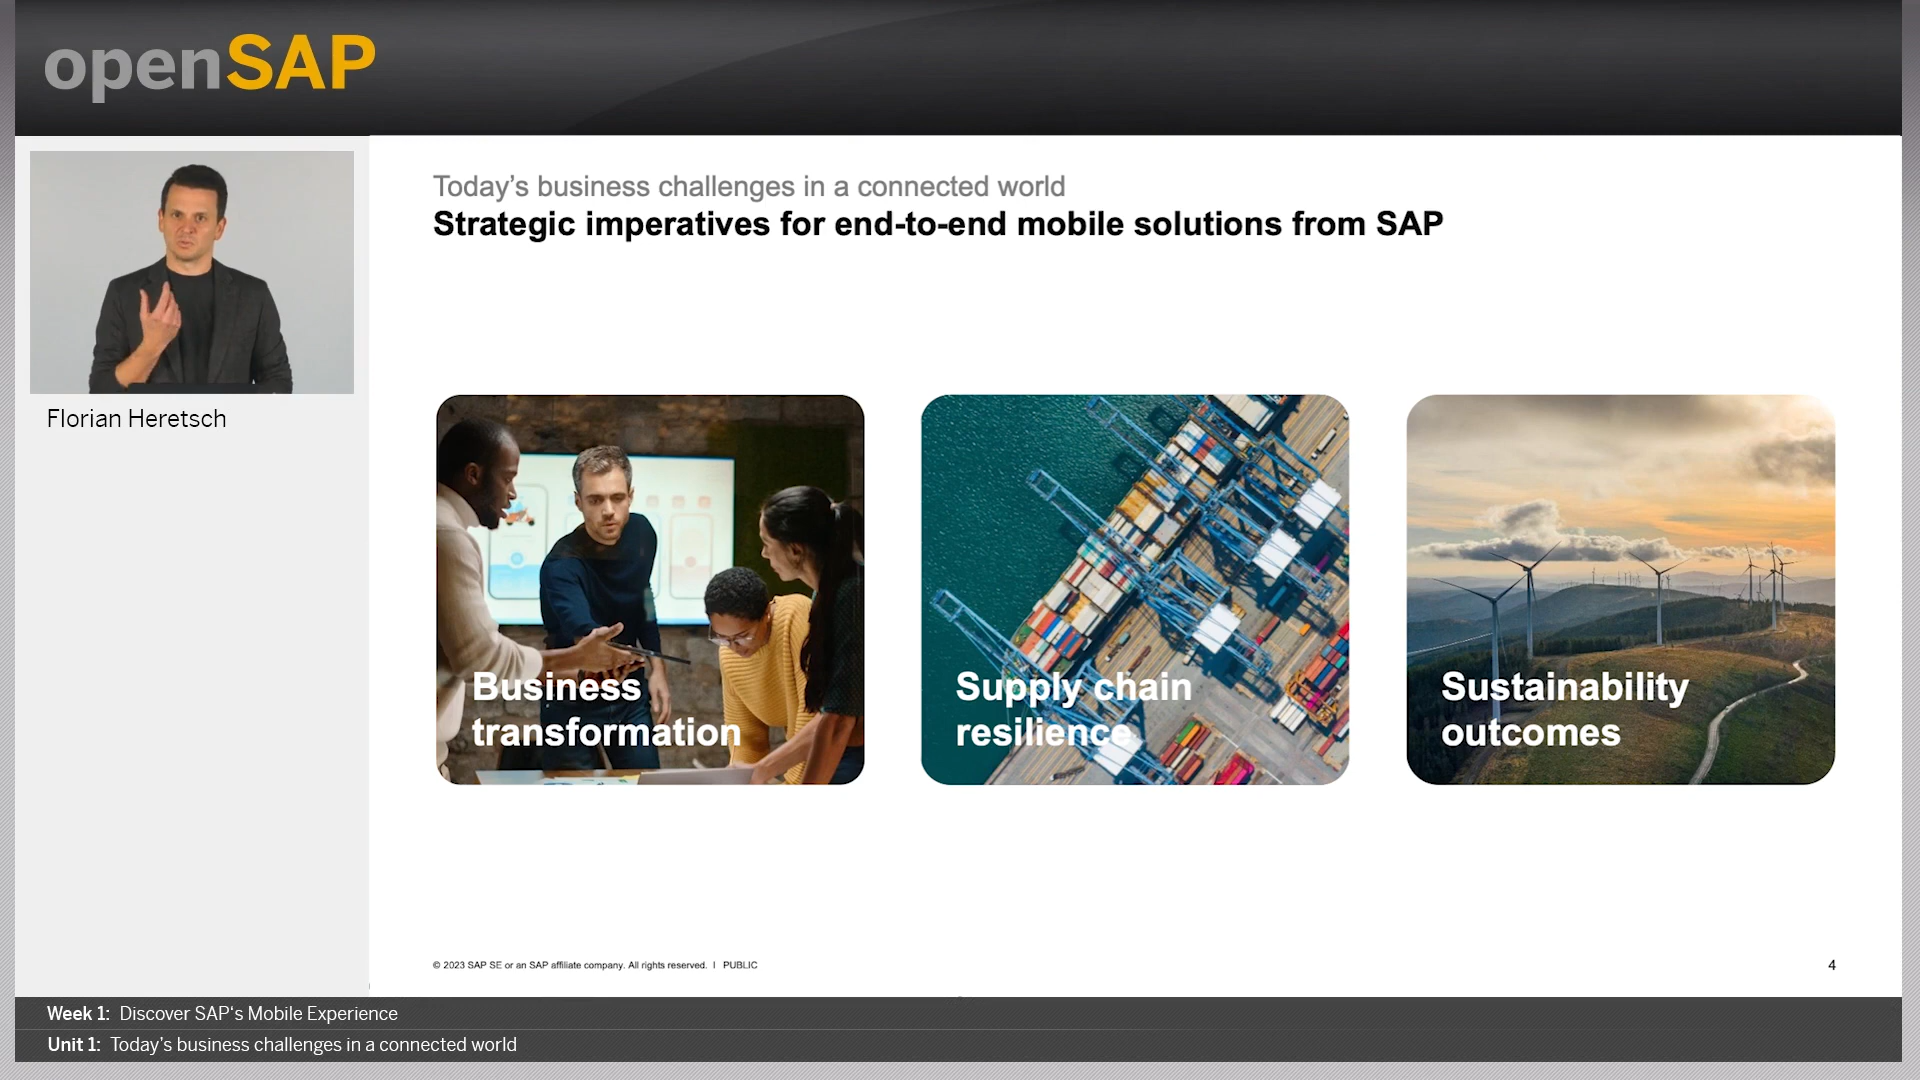 openSAP
Florian Heretsch
Today’s business challenges in a connected world
Strategic imperatives for end-to-end mobile solutions from SAP
Business
transformation
Supply chain
resilience
Sustainability
outcomes
© 2023 SAP SE or an SAP affiliate company. All rights reserved. | PUBLIC
4
Week 1: Discover SAP‘s Mobile Experience
Unit 1: Today’s business challenges in a connected world